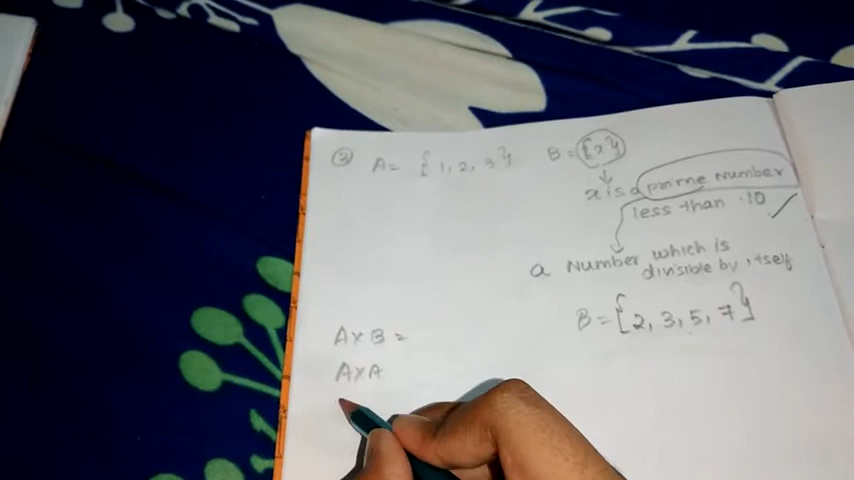 ② A = { 1, 2, 3 } B = {x}
x is a prime number
less than 10
a Number which is
divisible by itself
B = { 2, 3, 5, 7 }
A x B =
A x A